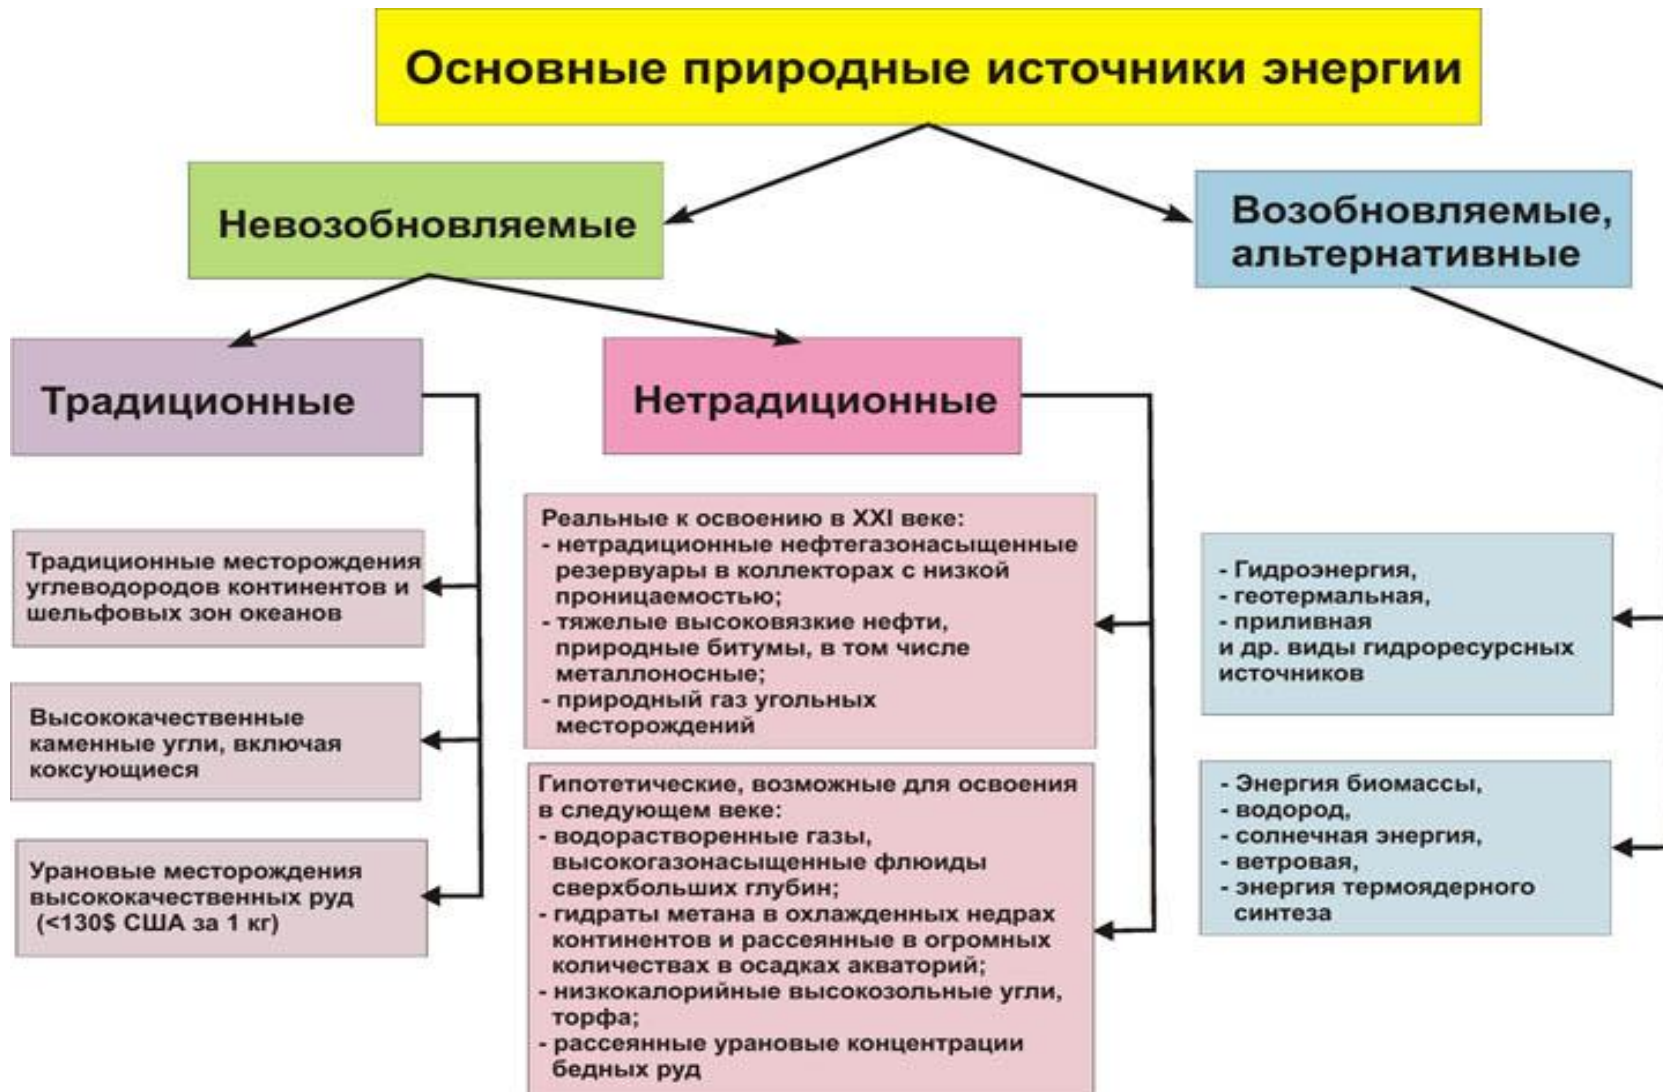 Основные природные источники энергии
Невозобновляемые
Возобновляемые,
альтернативные
Традиционные
Нетрадиционные
Традиционные месторождения
углеводородов континентов и
шельфовых зон океанов
Высококачественные
каменные угли, включая
коксующиеся
Урановые месторождения
высококачественных руд
(<130$ США за 1 кг)
Реальные к освоению в XXI веке:
- нетрадиционные нефтегазонасыщенные
резервуары в коллекторах с низкой
проницаемостью;
- тяжелые высоковязкие нефти,
природные битумы, в том числе
металлоносные;
- природный газ угольных
месторождений
Гипотетические, возможные для освоения
в следующем веке:
- водорастворенные газы,
высокогазонасыщенные флюиды
сверхбольших глубин;
- гидраты метана в охлажденных недрах
континентов и рассеянные в огромных
количествах в осадках акваторий;
- низкокалорийные высокозольные угли,
торфа;
- рассеянные урановые концентрации
бедных руд
- Гидроэнергия,
- геотермальная,
- приливная
и др. виды гидроресурсных
источников
- Энергия биомассы,
- водород,
- солнечная энергия,
- ветровая,
- энергия термоядерного
синтеза